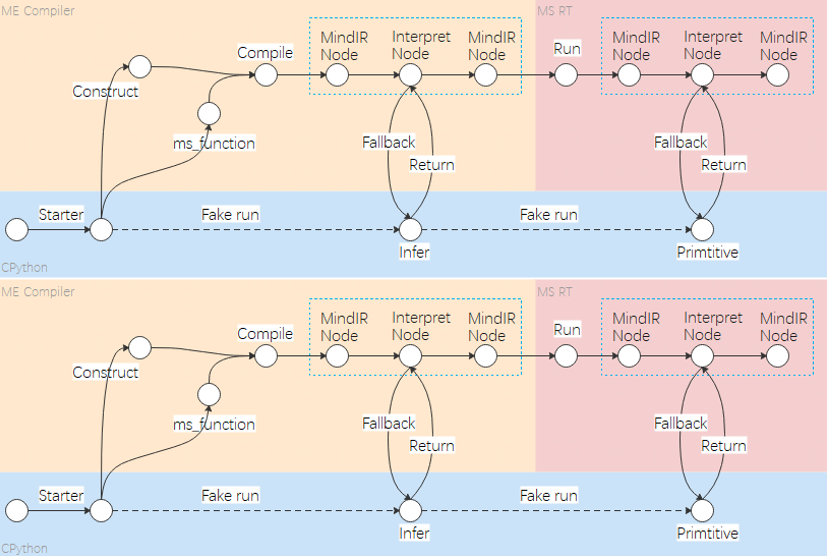 ME Compiler
MS RT
MindIR
Node
Interpret
Node
MindIR
Node
MindIR
Node
Interpret
Node
MindIR
Node
Compile
Run
Construct
ms_function
Fallback
Return
Fallback
Return
Starter
Fake run
Fake run
Infer
Primtitive
CPython
ME Compiler
MS RT
MindIR
Node
Interpret
Node
MindIR
Node
MindIR
Node
Interpret
Node
MindIR
Node
Compile
Run
Construct
ms_function
Fallback
Return
Fallback
Return
Starter
Fake run
Fake run
Infer
Primtitive
CPython